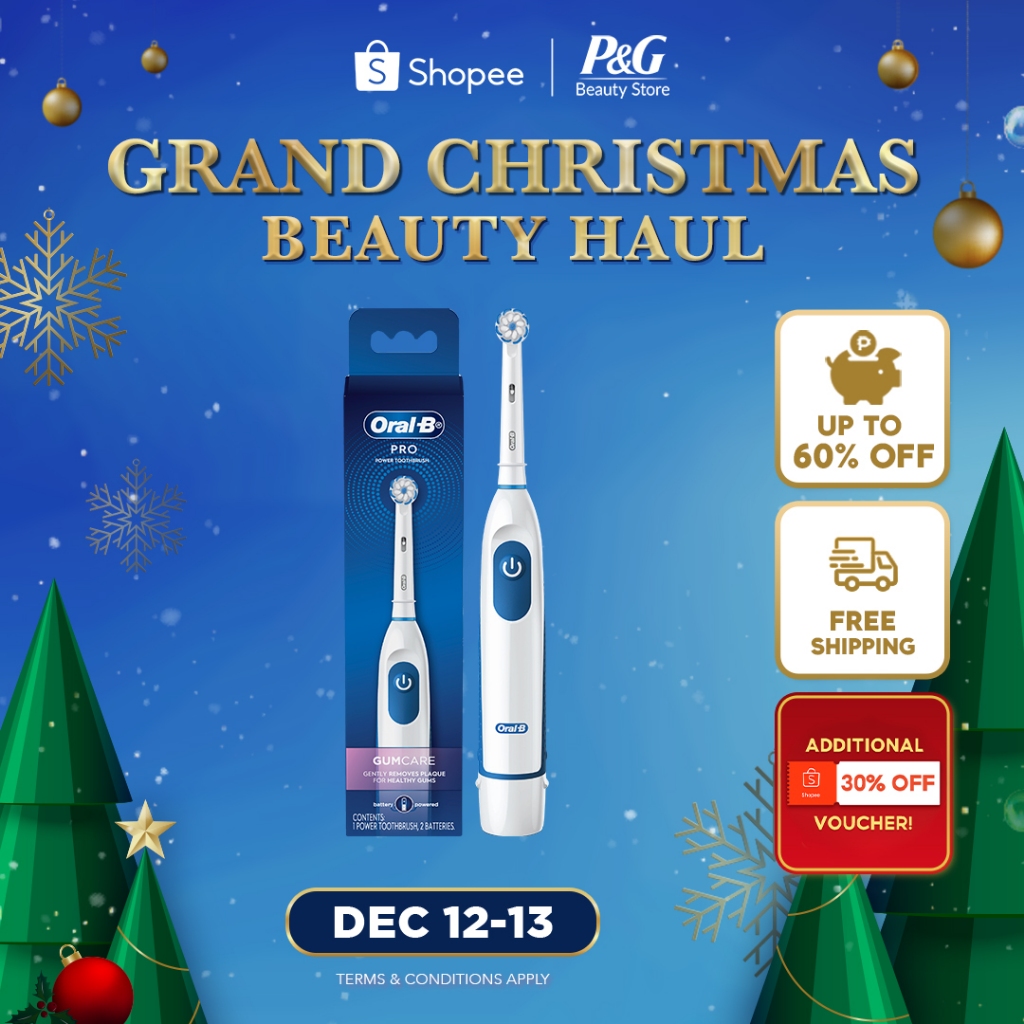 Shopee
P&G
Beauty Store
GRAND CHRISTMAS
BEAUTY HAUL
Oral-B®
PRO
POWER TOOTHBRUSH
Oral-B
GUMCARE
GENTLY REMOVES PLAQUE
FOR HEALTHY GUMS
battery powered
CONTENTS:
1 POWER TOOTHBRUSH, 2 BATTERIES.
UP TO
60% OFF
FREE
SHIPPING
ADDITIONAL
Shopee
30% OFF
VOUCHER!
DEC 12-13
TERMS & CONDITIONS APPLY